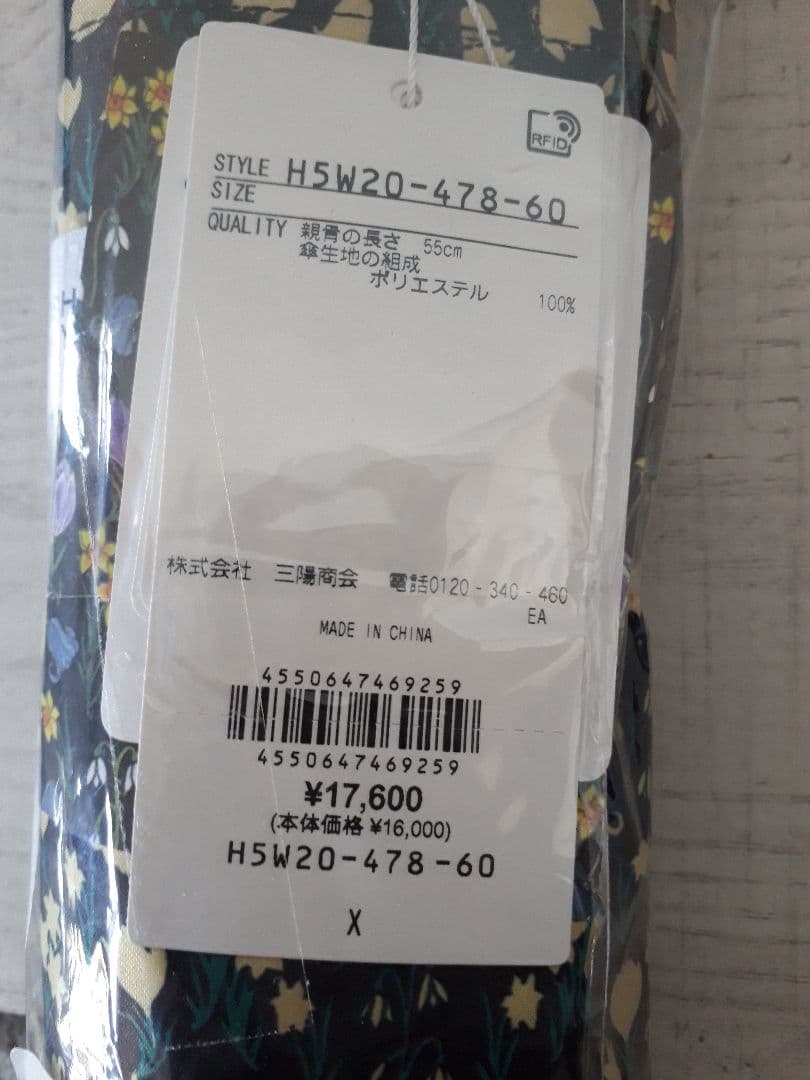 RFID
STYLE H5W20-478-60
SIZE
QUALITY 親骨の長さ 55cm
傘生地の組成
ポリエステル 100%
株式会社 三陽商会 電話0120-340-460
EA
MADE IN CHINA
4550647469259
4550647469259
¥17,600
(本体価格 ¥16,000)
H5W20-478-60
X